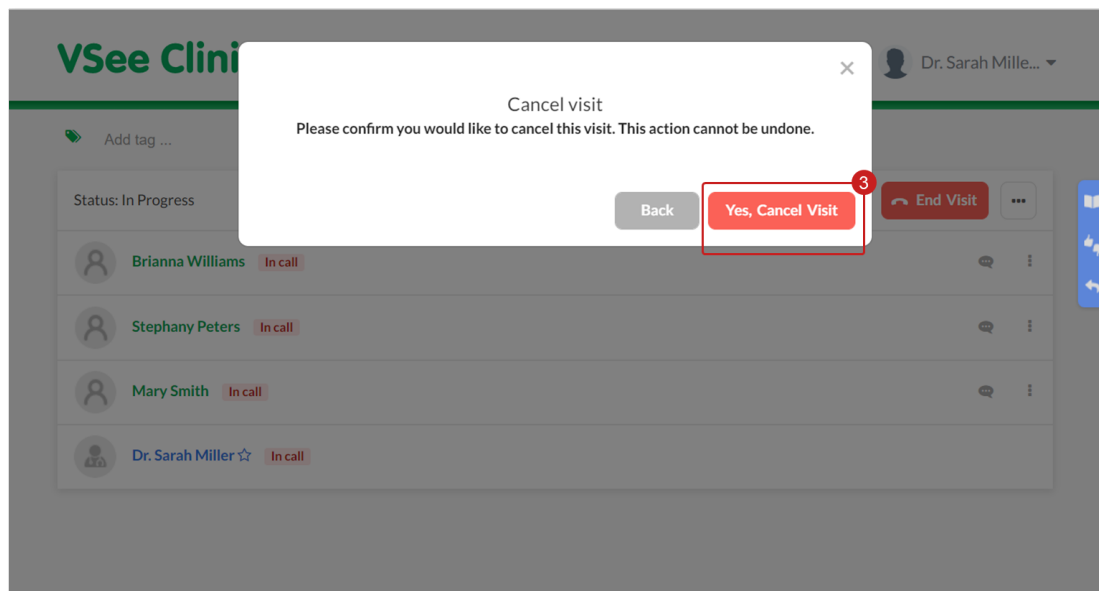 VSee Clini
Dr. Sarah Mille...
Cancel visit
Please confirm you would like to cancel this visit. This action cannot be undone.
Add tag ...
3
Back
Yes, Cancel Visit
Status: In Progress
End Visit
Brianna Williams In call
Stephany Peters In call
Mary Smith In call
Dr. Sarah Miller In call